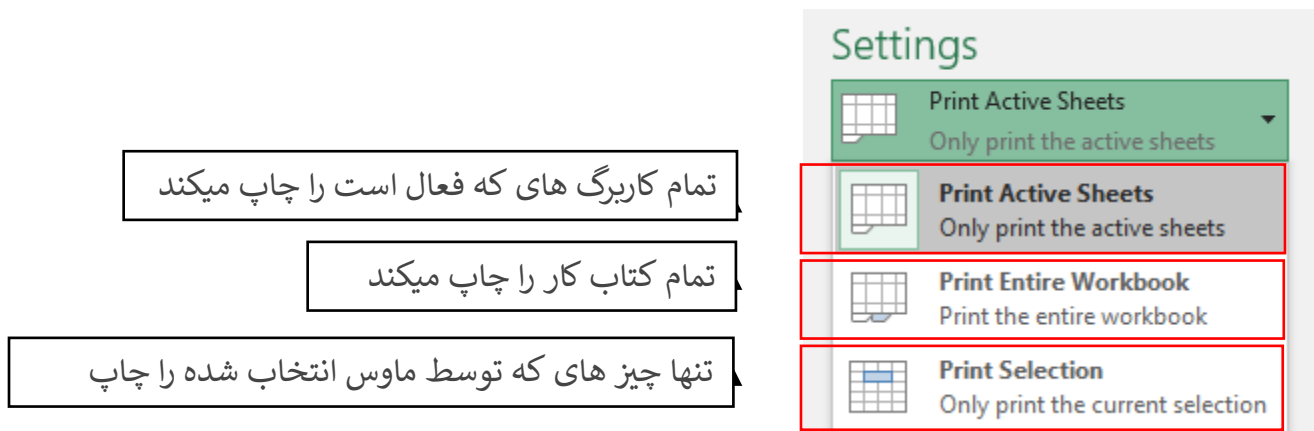 Settings
Print Active Sheets
Only print the active sheets
تمام کاربرگ های که فعال است را چاپ میکند
Print Active Sheets
Only print the active sheets
تمام کتاب کار را چاپ میکند
Print Entire Workbook
Print the entire workbook
تنها چیز های که توسط ماوس انتخاب شده را چاپ
Print Selection
Only print the current selection